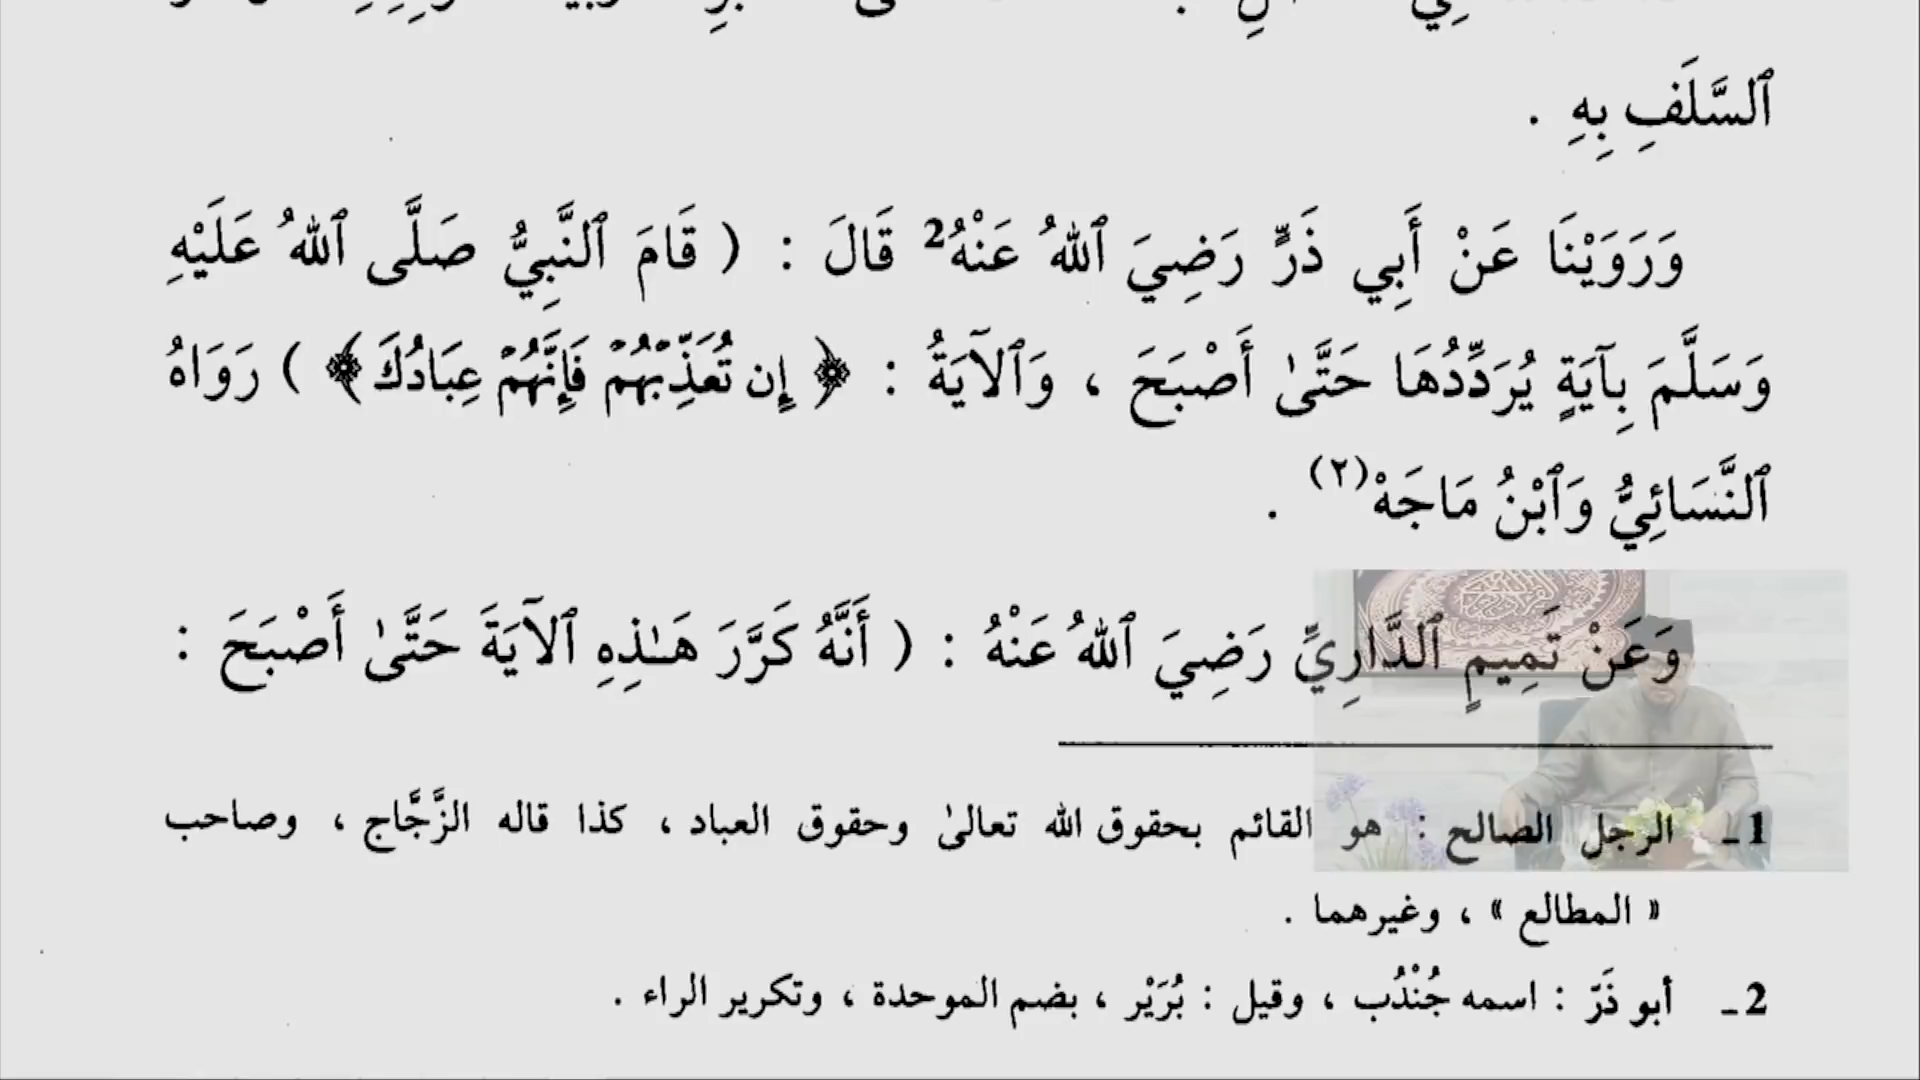 ٱلسَّلَفِ بِهِ .
وَرَوَيْنَا عَنْ أَبِي ذَرٍّ رَضِيَ ٱللهُ عَنْهُ2 قَالَ : ( قَامَ ٱلنَّبِيُّ صَلَّى ٱللهُ عَلَيْهِ
وَسَلَّمَ بِآيَةٍ يُرَدِّدُهَا حَتَّىٰ أَصْبَحَ ، وَٱلآيَةُ : ﴿ إِن تُعَذِّبْهُمْ فَإِنَّهُمْ عِبَادُكَ ﴾ ) رَوَاهُ
ٱلنَّسَائِيُّ وَٱبْنُ مَاجَهْ(٢) .
وَعَنْ تَمِيمٍ ٱلدَّارِيِّ رَضِيَ ٱللهُ عَنْهُ : ( أَنَّهُ كَرَّرَ هَـٰذِهِ ٱلآيَةَ حَتَّىٰ أَصْبَحَ :
1ـ الرجل الصالح : هو القائم بحقوق الله تعالىٰ وحقوق العباد ، كذا قاله الزَّجَّاج ، وصاحب
« المطالع » ، وغيرهما .
2ـ أبو ذَرّ : اسمه جُنْدُب ، وقيل : بُرَيْر ، بضم الموحدة ، وتكرير الراء .